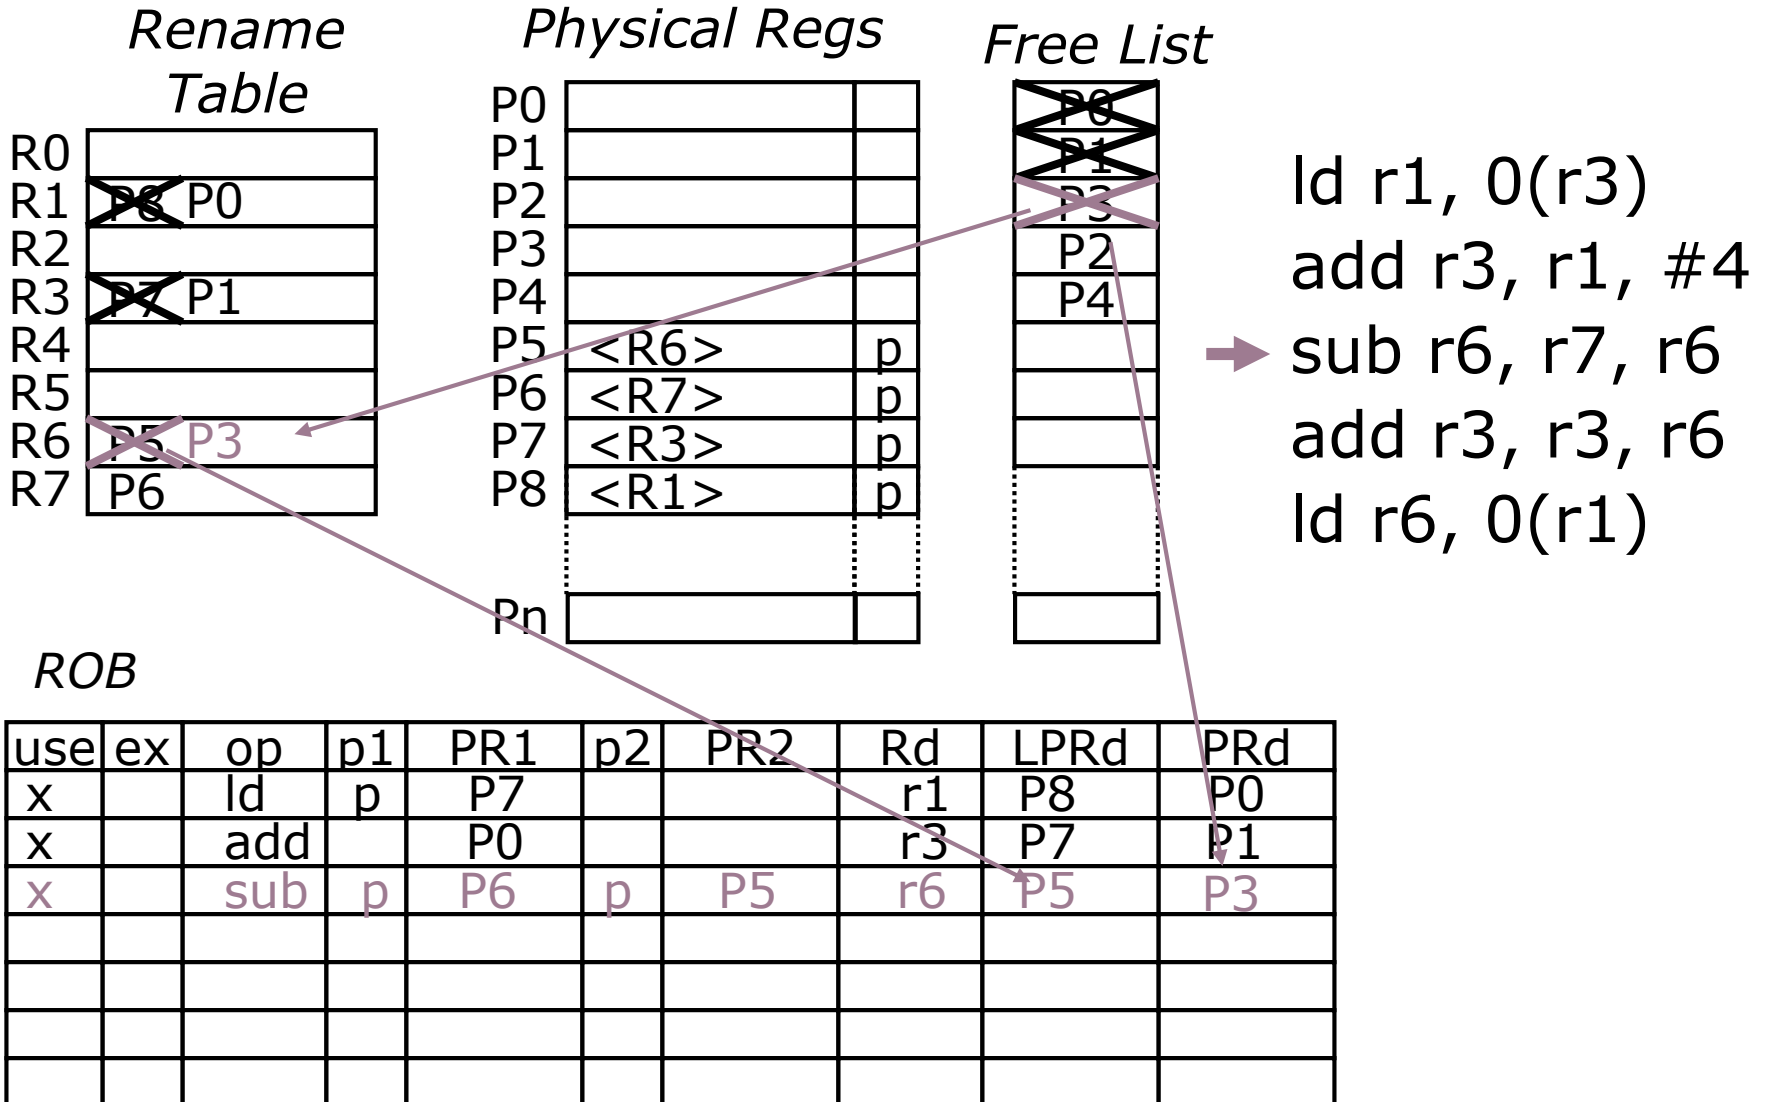 Rename
Table
Physical Regs
Free List
R0
R1 P8 P0
R2
R3 P7 P1
R4
R5
R6 P5 P3
R7 P6
P0
P1
P2
P3
P4
P5 <R6> p
P6 <R7> p
P7 <R3> p
P8 <R1> p
Pn
P0
P1
P3
P2
P4
ld r1, 0(r3)
add r3, r1, #4
sub r6, r7, r6
add r3, r3, r6
ld r6, 0(r1)
ROB
use ex op p1 PR1 p2 PR2 Rd LPRd PRd
x ld p P7 r1 P8 P0
x add P0 r3 P7 P1
x sub p P6 p P5 r6 P5 P3